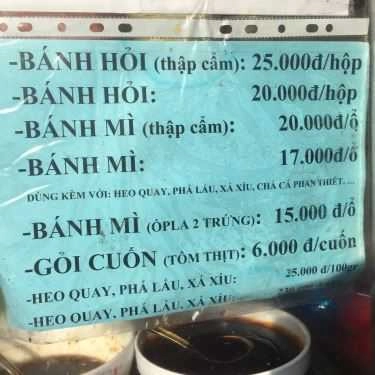 -BÁNH HỎI (thập cẩm): 25.000đ/hộp
-BÁNH HỎI: 20.000đ/hộp
-BÁNH MÌ (thập cẩm): 20.000đ/ổ
-BÁNH MÌ: 17.000đ/ổ
DÙNG KÈM VỚI: HEO QUAY, PHÁ LẤU, XÁ XÍU, CHẢ CÁ PHAN THIẾT, ...
-BÁNH MÌ (ỐPLA 2 TRỨNG): 15.000 đ/ổ
-GỎI CUỐN (TÔM THỊT): 6.000 đ/cuốn
-HEO QUAY, PHÁ LẤU, XÁ XÍU: 25.000 đ/100gr
-HEO QUAY, PHÁ LẤU, XÁ XÍU: